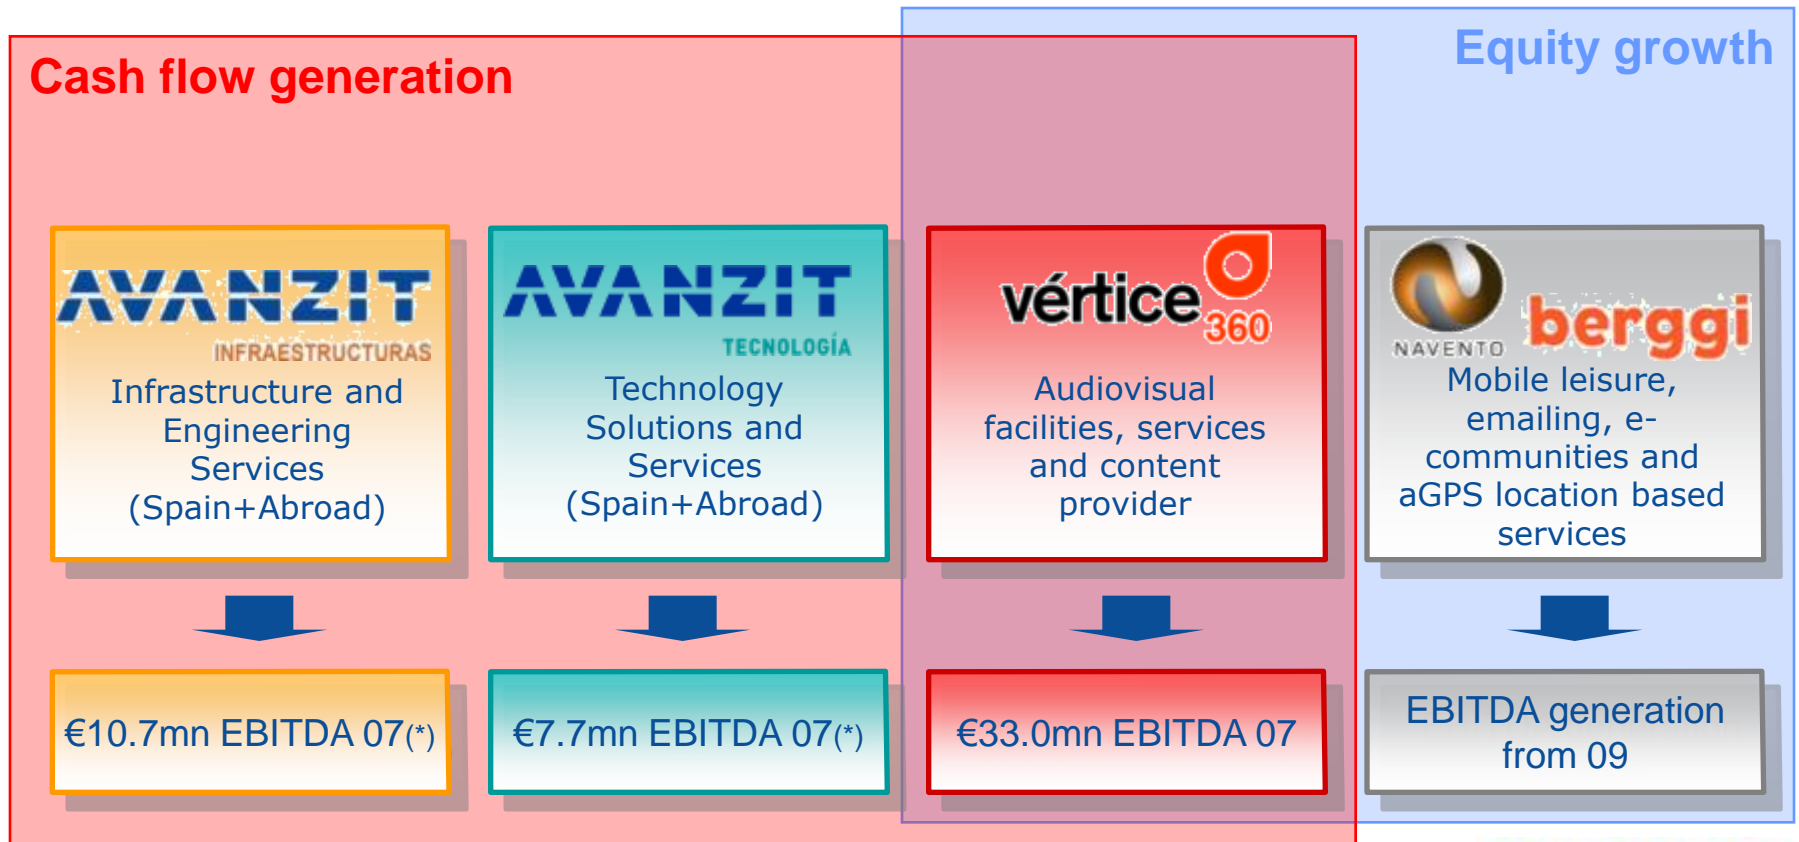 Equity growth
Cash flow generation
AVANZIT
INFRAESTRUCTURAS
Infrastructure and
Engineering
Services
(Spain+Abroad)
AVANZIT
TECNOLOGÍA
Technology
Solutions and
Services
(Spain+Abroad)
vértice
360
Audiovisual
facilities, services
and content
provider
NAVENTO
berggi
Mobile leisure,
emailing, e-
communities and
aGPS location based
services
€10.7mn EBITDA 07(*)
€7.7mn EBITDA 07(*)
€33.0mn EBITDA 07
EBITDA generation
from 09